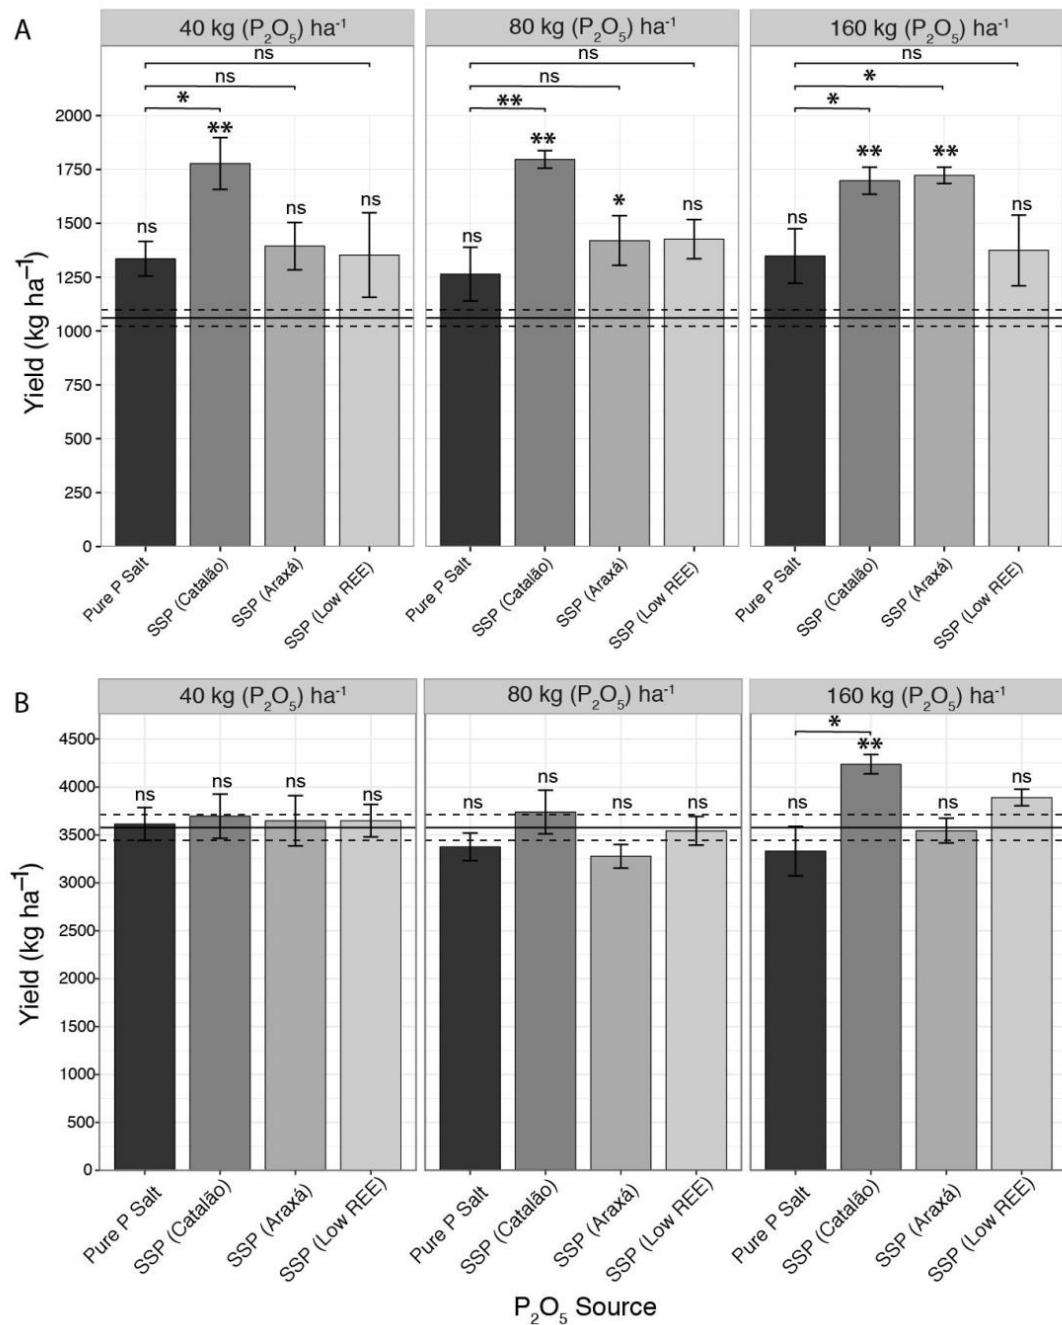 A
40 kg (P₂O₅) ha⁻¹
80 kg (P₂O₅) ha⁻¹
160 kg (P₂O₅) ha⁻¹
ns
ns
ns
ns
ns
*
*
**
*
2000
1750
1500
1250
1000
750
500
250
0
Yield (kg ha⁻¹)
ns
**
ns
ns
ns
**
*
ns
ns
**
**
ns
Pure P Salt
SSP (Catalão)
SSP (Araxá)
SSP (Low REE)
Pure P Salt
SSP (Catalão)
SSP (Araxá)
SSP (Low REE)
Pure P Salt
SSP (Catalão)
SSP (Araxá)
SSP (Low REE)
B
40 kg (P₂O₅) ha⁻¹
80 kg (P₂O₅) ha⁻¹
160 kg (P₂O₅) ha⁻¹
4500
4000
3500
3000
2500
2000
1500
1000
500
0
Yield (kg ha⁻¹)
ns
ns
ns
ns
ns
ns
ns
ns
*
ns
**
ns
ns
Pure P Salt
SSP (Catalão)
SSP (Araxá)
SSP (Low REE)
Pure P Salt
SSP (Catalão)
SSP (Araxá)
SSP (Low REE)
Pure P Salt
SSP (Catalão)
SSP (Araxá)
SSP (Low REE)
P₂O₅ Source